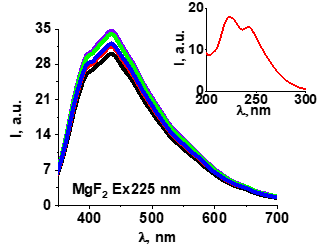 35
28
21
14
7
0
I, a.u.
400 500 600 700
λ, nm
MgF₂ Ex225 nm
20
10
0
I, a.u.
200 250 300
λ, nm